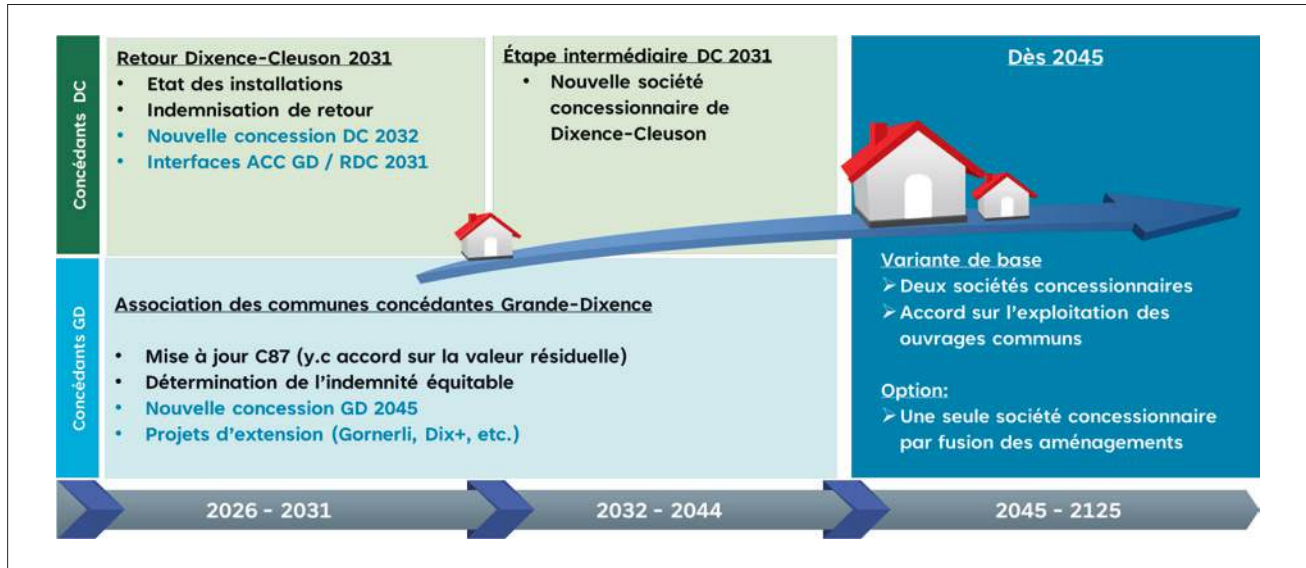 Concédants DC
Retour Dixence-Cleuson 2031
• Etat des installations
• Indemnisation de retour
• Nouvelle concession DC 2032
• Interfaces ACC GD / RDC 2031
Étape intermédiaire DC 2031
• Nouvelle société
concessionnaire de
Dixence-Cleuson
Concédants GD
Association des communes concédantes Grande-Dixence
• Mise à jour C87 (y.c accord sur la valeur résiduelle)
• Détermination de l'indemnité équitable
• Nouvelle concession GD 2045
• Projets d'extension (Gornerli, Dix+, etc.)
Dès 2045
Variante de base
➢ Deux sociétés concessionnaires
➢ Accord sur l'exploitation des
ouvrages communs
Option:
➢ Une seule société concessionnaire
par fusion des aménagements
2026 - 2031
2032 - 2044
2045 - 2125